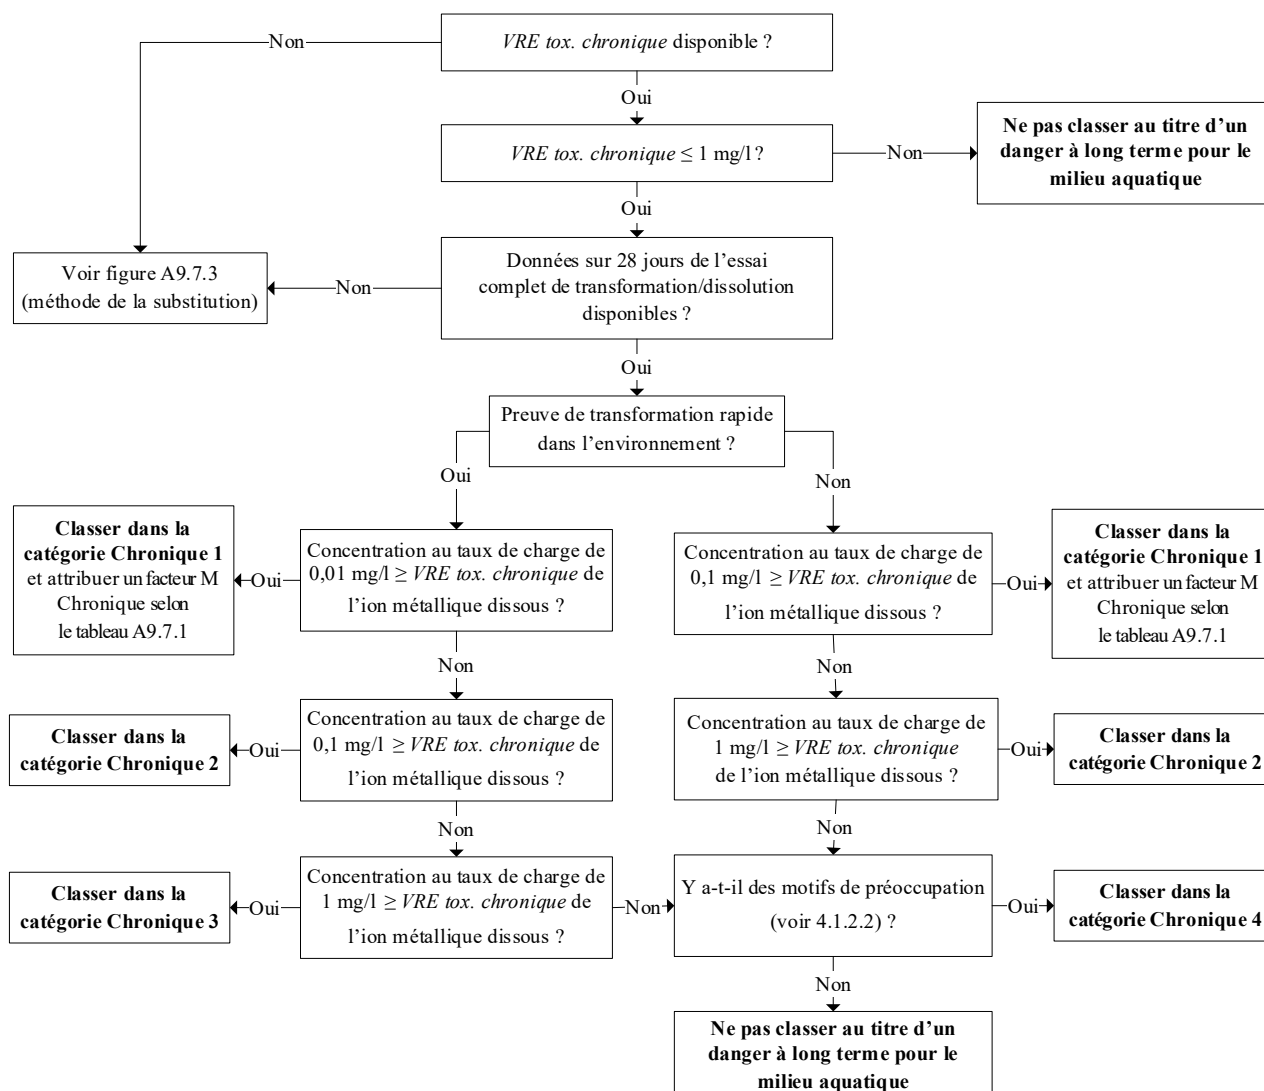 VRE tox. chronique disponible ?
Non
Oui
VRE tox. chronique ≤ 1 mg/l ?
Non
Ne pas classer au titre d’un
danger à long terme pour le
milieu aquatique
Oui
Voir figure A9.7.3
(méthode de la substitution)
Non
Données sur 28 jours de l’essai
complet de transformation/dissolution
disponibles ?
Oui
Preuve de transformation rapide
dans l’environnement ?
Oui
Non
Classer dans la
catégorie Chronique 1
et attribuer un facteur M
Chronique selon
le tableau A9.7.1
Oui
Concentration au taux de charge de
0,01 mg/l ≥ VRE tox. chronique de
l’ion métallique dissous ?
Concentration au taux de charge de
0,1 mg/l ≥ VRE tox. chronique de
l’ion métallique dissous ?
Oui
Classer dans la
catégorie Chronique 1
et attribuer un facteur M
Chronique selon
le tableau A9.7.1
Non
Non
Classer dans la
catégorie Chronique 2
Oui
Concentration au taux de charge de
0,1 mg/l ≥ VRE tox. chronique de
l’ion métallique dissous ?
Concentration au taux de charge de
1 mg/l ≥ VRE tox. chronique
de l’ion métallique dissous ?
Oui
Classer dans la
catégorie Chronique 2
Non
Non
Classer dans la
catégorie Chronique 3
Oui
Concentration au taux de charge de
1 mg/l ≥ VRE tox. chronique de
l’ion métallique dissous ?
Non
Y a-t-il des motifs de préoccupation
(voir 4.1.2.2) ?
Oui
Classer dans la
catégorie Chronique 4
Non
Ne pas classer au titre d’un
danger à long terme pour le
milieu aquatique